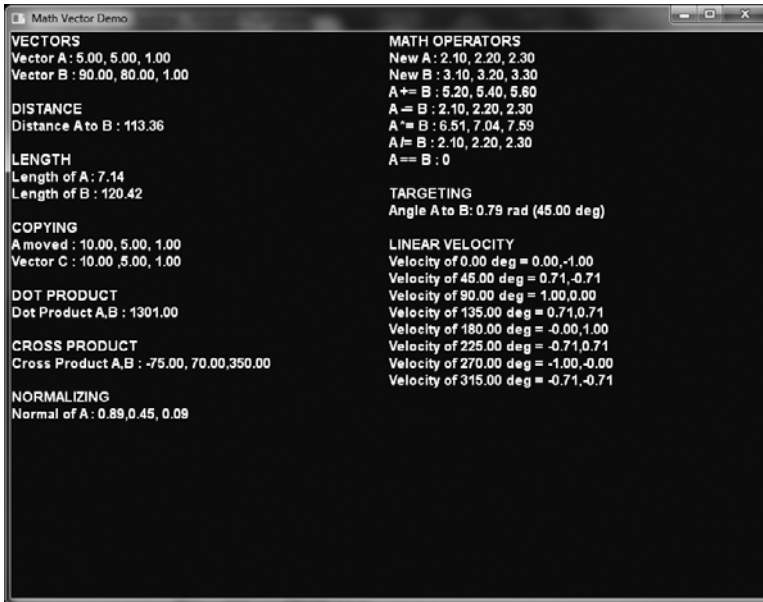 Math Vector Demo
VECTORS
Vector A : 5.00, 5.00, 1.00
Vector B : 90.00, 80.00, 1.00
DISTANCE
Distance A to B : 113.36
LENGTH
Length of A : 7.14
Length of B : 120.42
COPYING
A moved : 10.00, 5.00, 1.00
Vector C : 10.00 ,5.00, 1.00
DOT PRODUCT
Dot Product A,B : 1301.00
CROSS PRODUCT
Cross Product A,B : -75.00, 70.00,350.00
NORMALIZING
Normal of A : 0.89,0.45, 0.09
MATH OPERATORS
New A : 2.10, 2.20, 2.30
New B : 3.10, 3.20, 3.30
A += B : 5.20, 5.40, 5.60
A -= B : 2.10, 2.20, 2.30
A *= B : 6.51, 7.04, 7.59
A /= B : 2.10, 2.20, 2.30
A == B : 0
TARGETING
Angle A to B: 0.79 rad (45.00 deg)
LINEAR VELOCITY
Velocity of 0.00 deg = 0.00,-1.00
Velocity of 45.00 deg = 0.71,-0.71
Velocity of 90.00 deg = 1.00,0.00
Velocity of 135.00 deg = 0.71,0.71
Velocity of 180.00 deg = -0.00,1.00
Velocity of 225.00 deg = -0.71,0.71
Velocity of 270.00 deg = -1.00,-0.00
Velocity of 315.00 deg = -0.71,-0.71